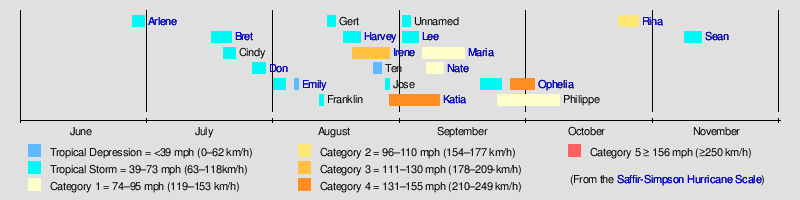 Arlene Gert Unnamed Rina
Bret Harvey Lee Sean
Cindy Irene Maria
Don Ten Nate
Emily Jose Ophelia
Franklin Katia Philippe
June July August September October November
Tropical Depression = <39 mph (0–62 km/h) Category 2 = 96–110 mph (154–177 km/h) Category 5 ≥ 156 mph (≥250 km/h)
Tropical Storm = 39–73 mph (63–118km/h) Category 3 = 111–130 mph (178–209 km/h)
Category 1 = 74–95 mph (119–153 km/h) Category 4 = 131–155 mph (210–249 km/h) (From the Saffir-Simpson Hurricane Scale)